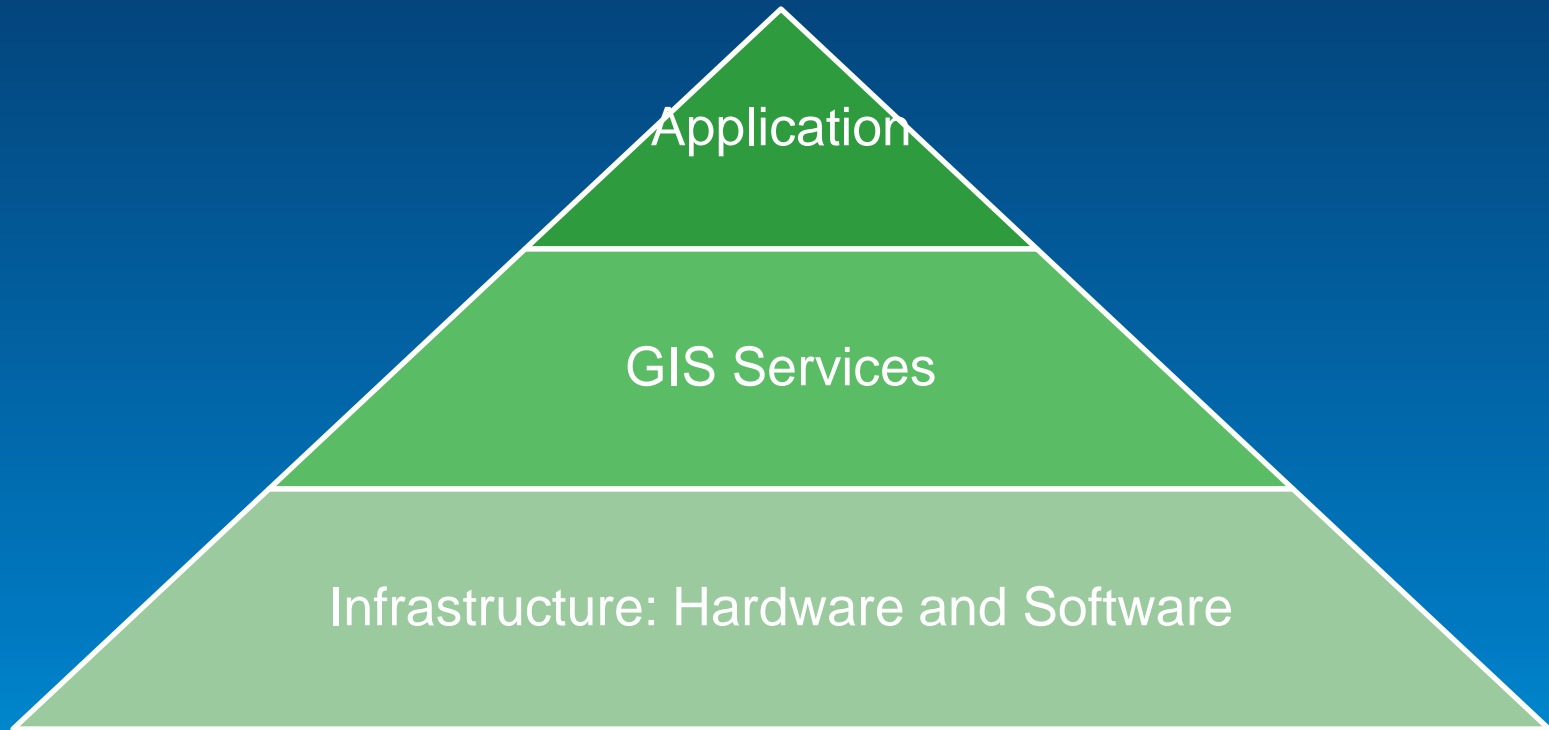 Application
GIS Services
Infrastructure: Hardware and Software